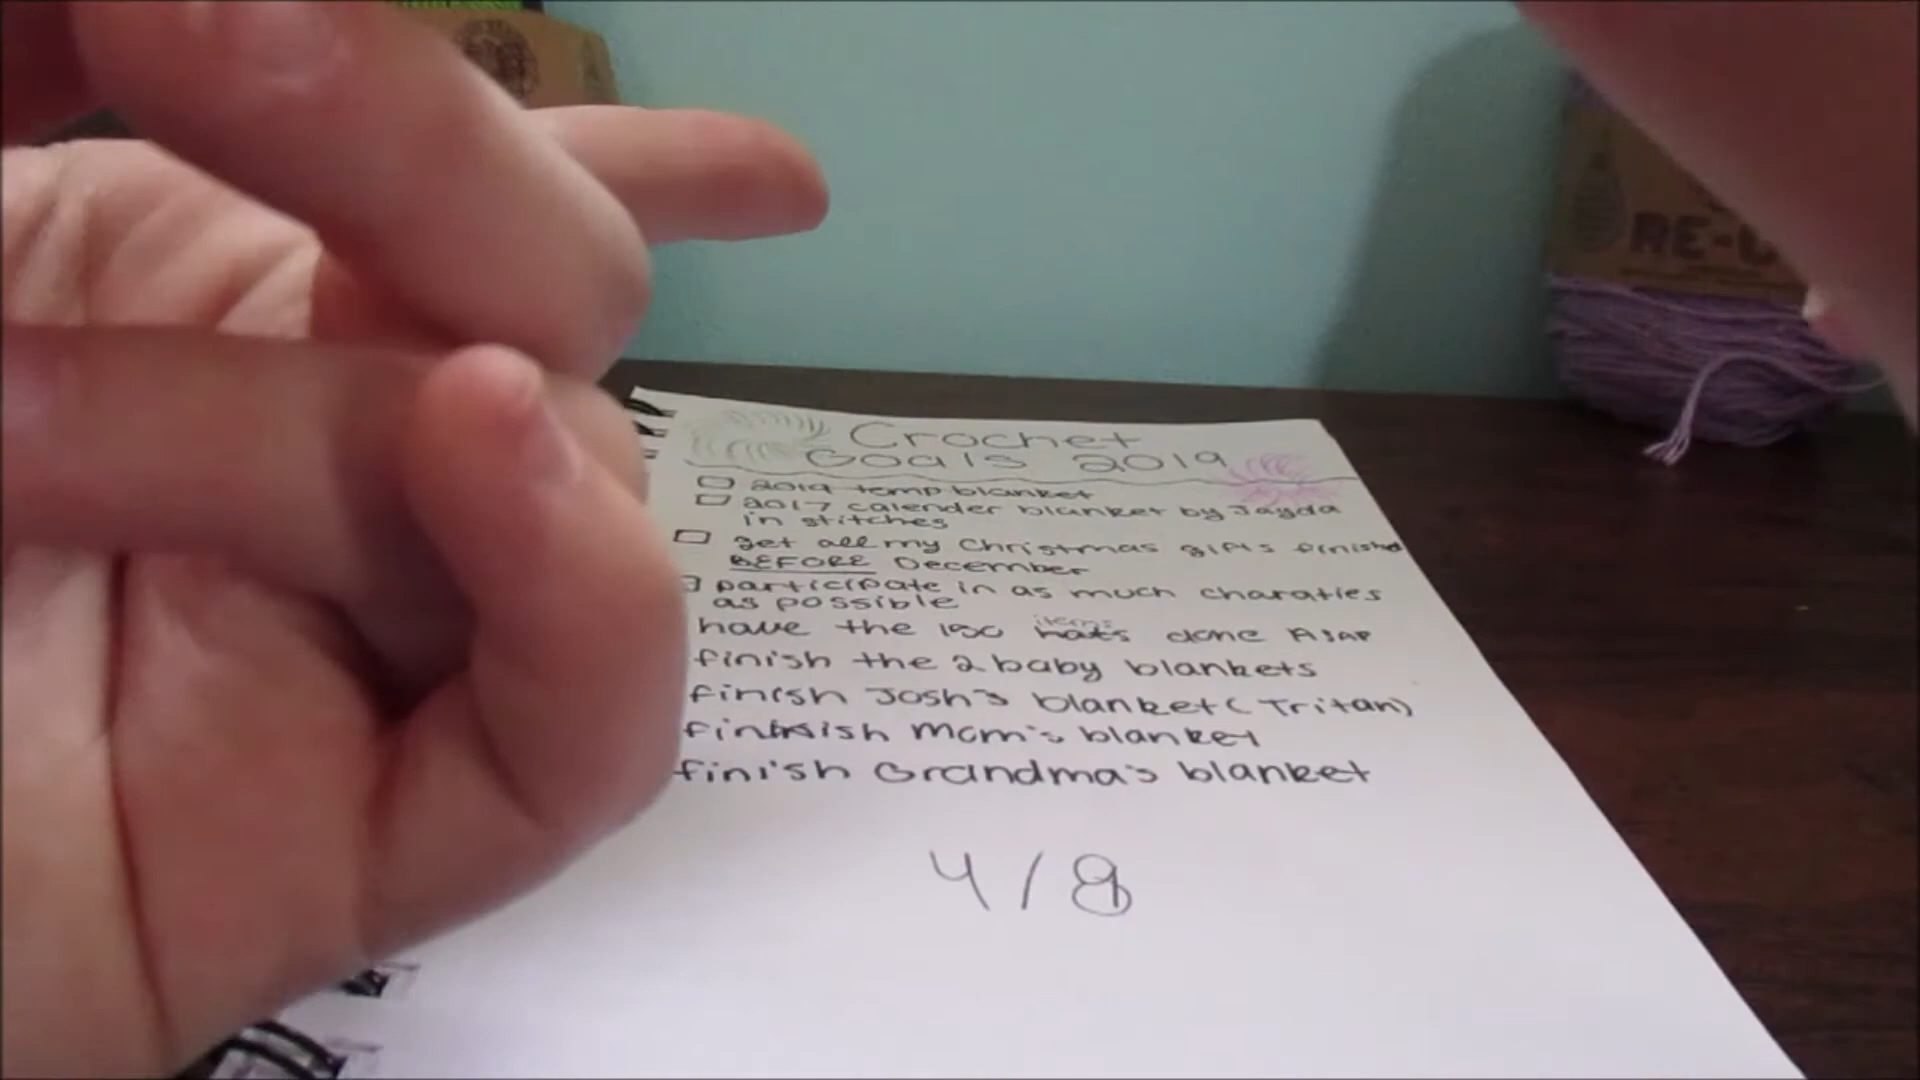 Crochet
Goals 2019
2019 temp blanket
2017 calender blanket by Jayda
in stitches
get all my Christmas gifts finished
BEFORE December
participate in as much charaties
as possible
items
have the 150 hats done ASAP
finish the 2 baby blankets
finish Josh's blanket (Tritan)
finish Mom's blanket
finish Grandma's blanket
4/9
RE-